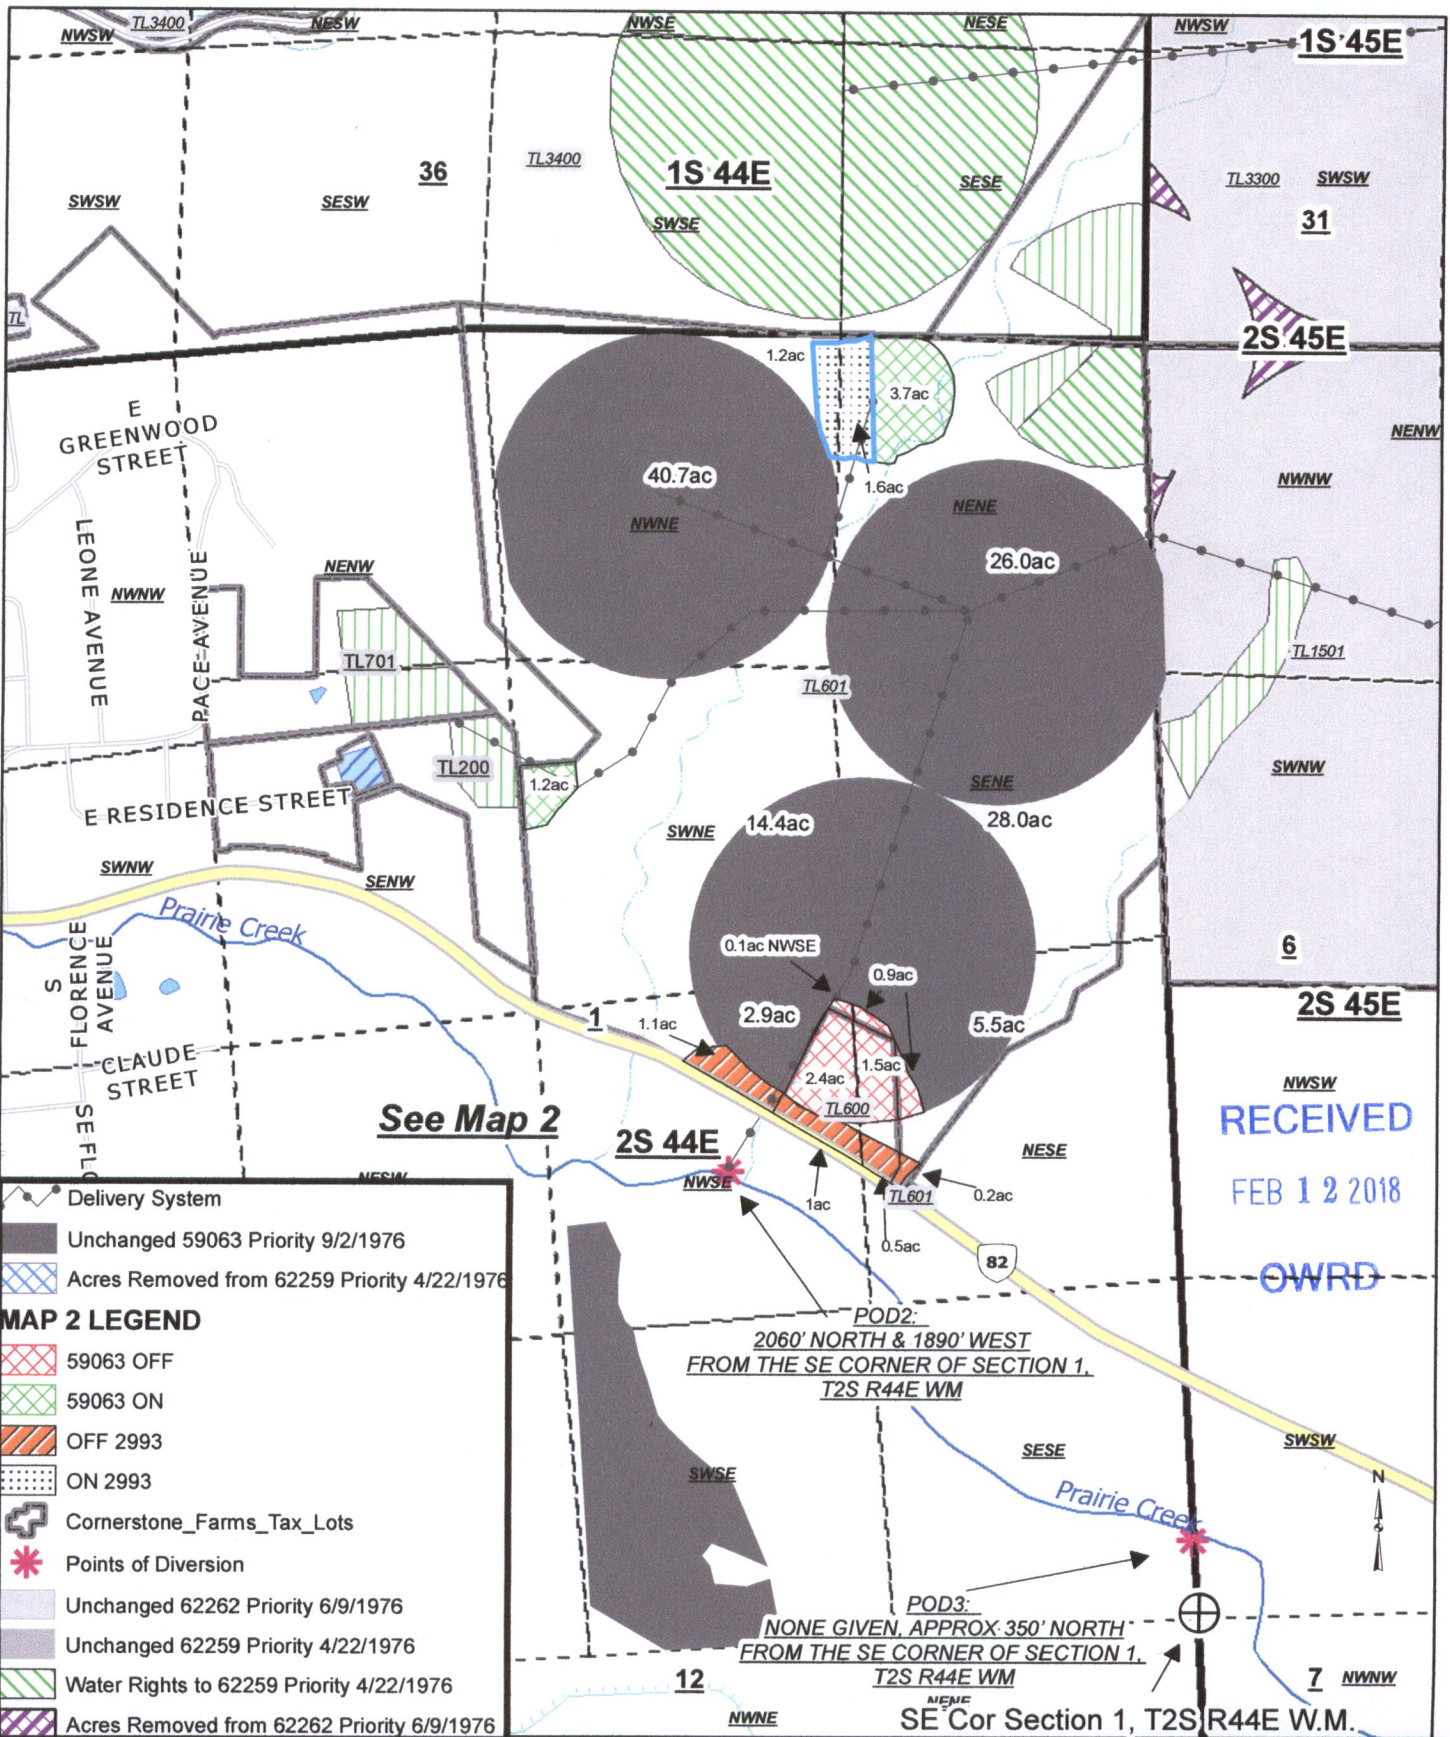 TL3400
NWSW
NESW
NWSE
NESE
NWSW
1S 45E
36
TL3400
1S 44E
SWSW
SESW
SWSE
SESE
TL3300
SWSW
31
TL
2S 45E
1.2ac
3.7ac
1.6ac
E
GREENWOOD
STREET
40.7ac
NWNE
NENE
26.0ac
NENW
NWNW
LEONE AVENUE
PACE AVENUE
NENW
NWNW
TL701
TL601
TL1501
TL200
1.2ac
E RESIDENCE STREET
SENE
SWNW
14.4ac
28.0ac
SWNE
SWNW
SENW
Prairie Creek
S
FLORENCE
AVENUE
0.1ac NWSE
0.9ac
6
2S 45E
1
1.1ac
2.9ac
5.5ac
2.4ac
1.5ac
CLAUDE
STREET
TL600
NWSW
See Map 2
2S 44E
NESE
RECEIVED
FEB 12 2018
OWRD
SE FLO
NESW
NWSE
TL601
0.2ac
1ac
0.5ac
82
Delivery System
Unchanged 59063 Priority 9/2/1976
Acres Removed from 62259 Priority 4/22/1976
MAP 2 LEGEND
59063 OFF
59063 ON
OFF 2993
ON 2993
Cornerstone_Farms_Tax_Lots
Points of Diversion
Unchanged 62262 Priority 6/9/1976
Unchanged 62259 Priority 4/22/1976
Water Rights to 62259 Priority 4/22/1976
Acres Removed from 62262 Priority 6/9/1976
POD2:
2060' NORTH & 1890' WEST
FROM THE SE CORNER OF SECTION 1,
T2S R44E WM
SESE
SWSW
SWSE
N
Prairie Creek
POD3:
NONE GIVEN, APPROX 350' NORTH
FROM THE SE CORNER OF SECTION 1,
T2S R44E WM
12
7
NWNW
NENE
NWNE
SE Cor Section 1, T2S R44E W.M.